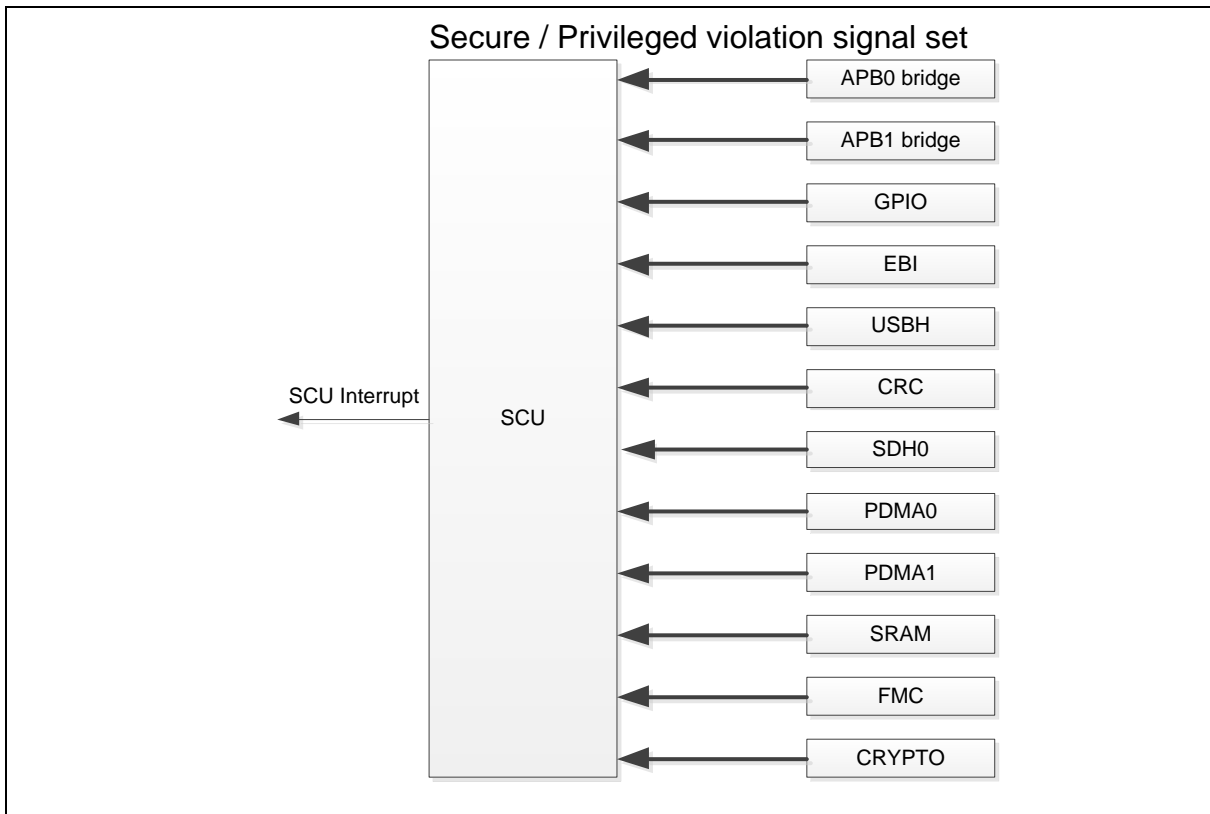 Secure / Privileged violation signal set
APB0 bridge
APB1 bridge
GPIO
EBI
USBH
CRC
SCU Interrupt
SCU
SDH0
PDMA0
PDMA1
SRAM
FMC
CRYPTO